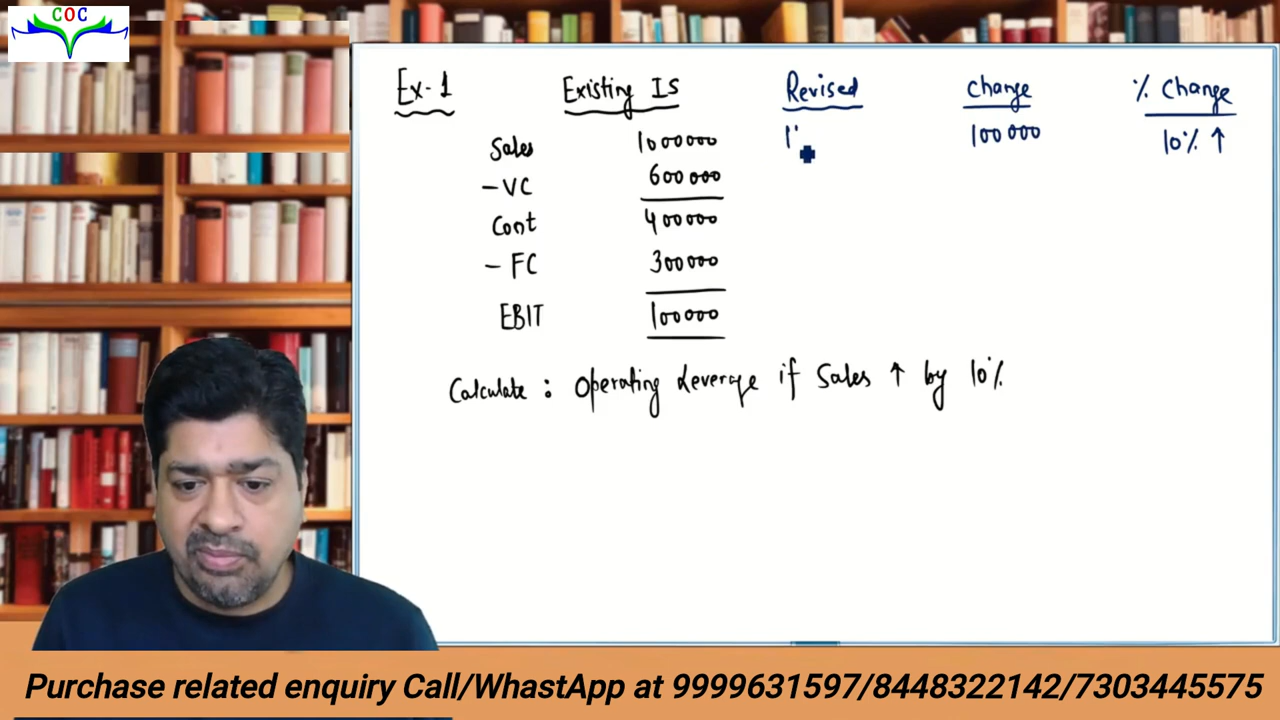 COC
Ex-1 Existing IS Revised Change % Change
Sales 1000000 11 100000 10% ↑
- VC 600000
Cont 400000
- FC 300000
EBIT 100000
Calculate : Operating Leverage if Sales ↑ by 10%
Purchase related enquiry Call/WhastApp at 9999631597/8448322142/7303445575